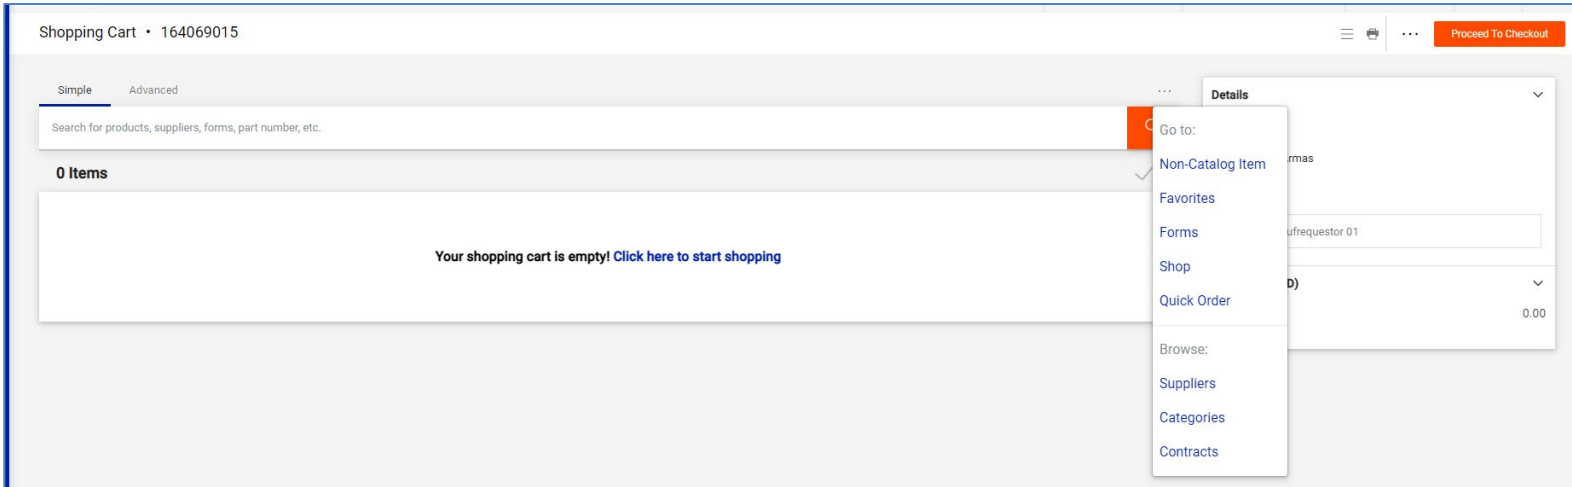 Shopping Cart • 164069015
Proceed To Checkout
Simple Advanced
Search for products, suppliers, forms, part number, etc.
0 Items
Your shopping cart is empty! Click here to start shopping
Go to:
Non-Catalog Item
Favorites
Forms
Shop
Quick Order
Browse:
Suppliers
Categories
Contracts
Details
ufrequestor 01
0.00